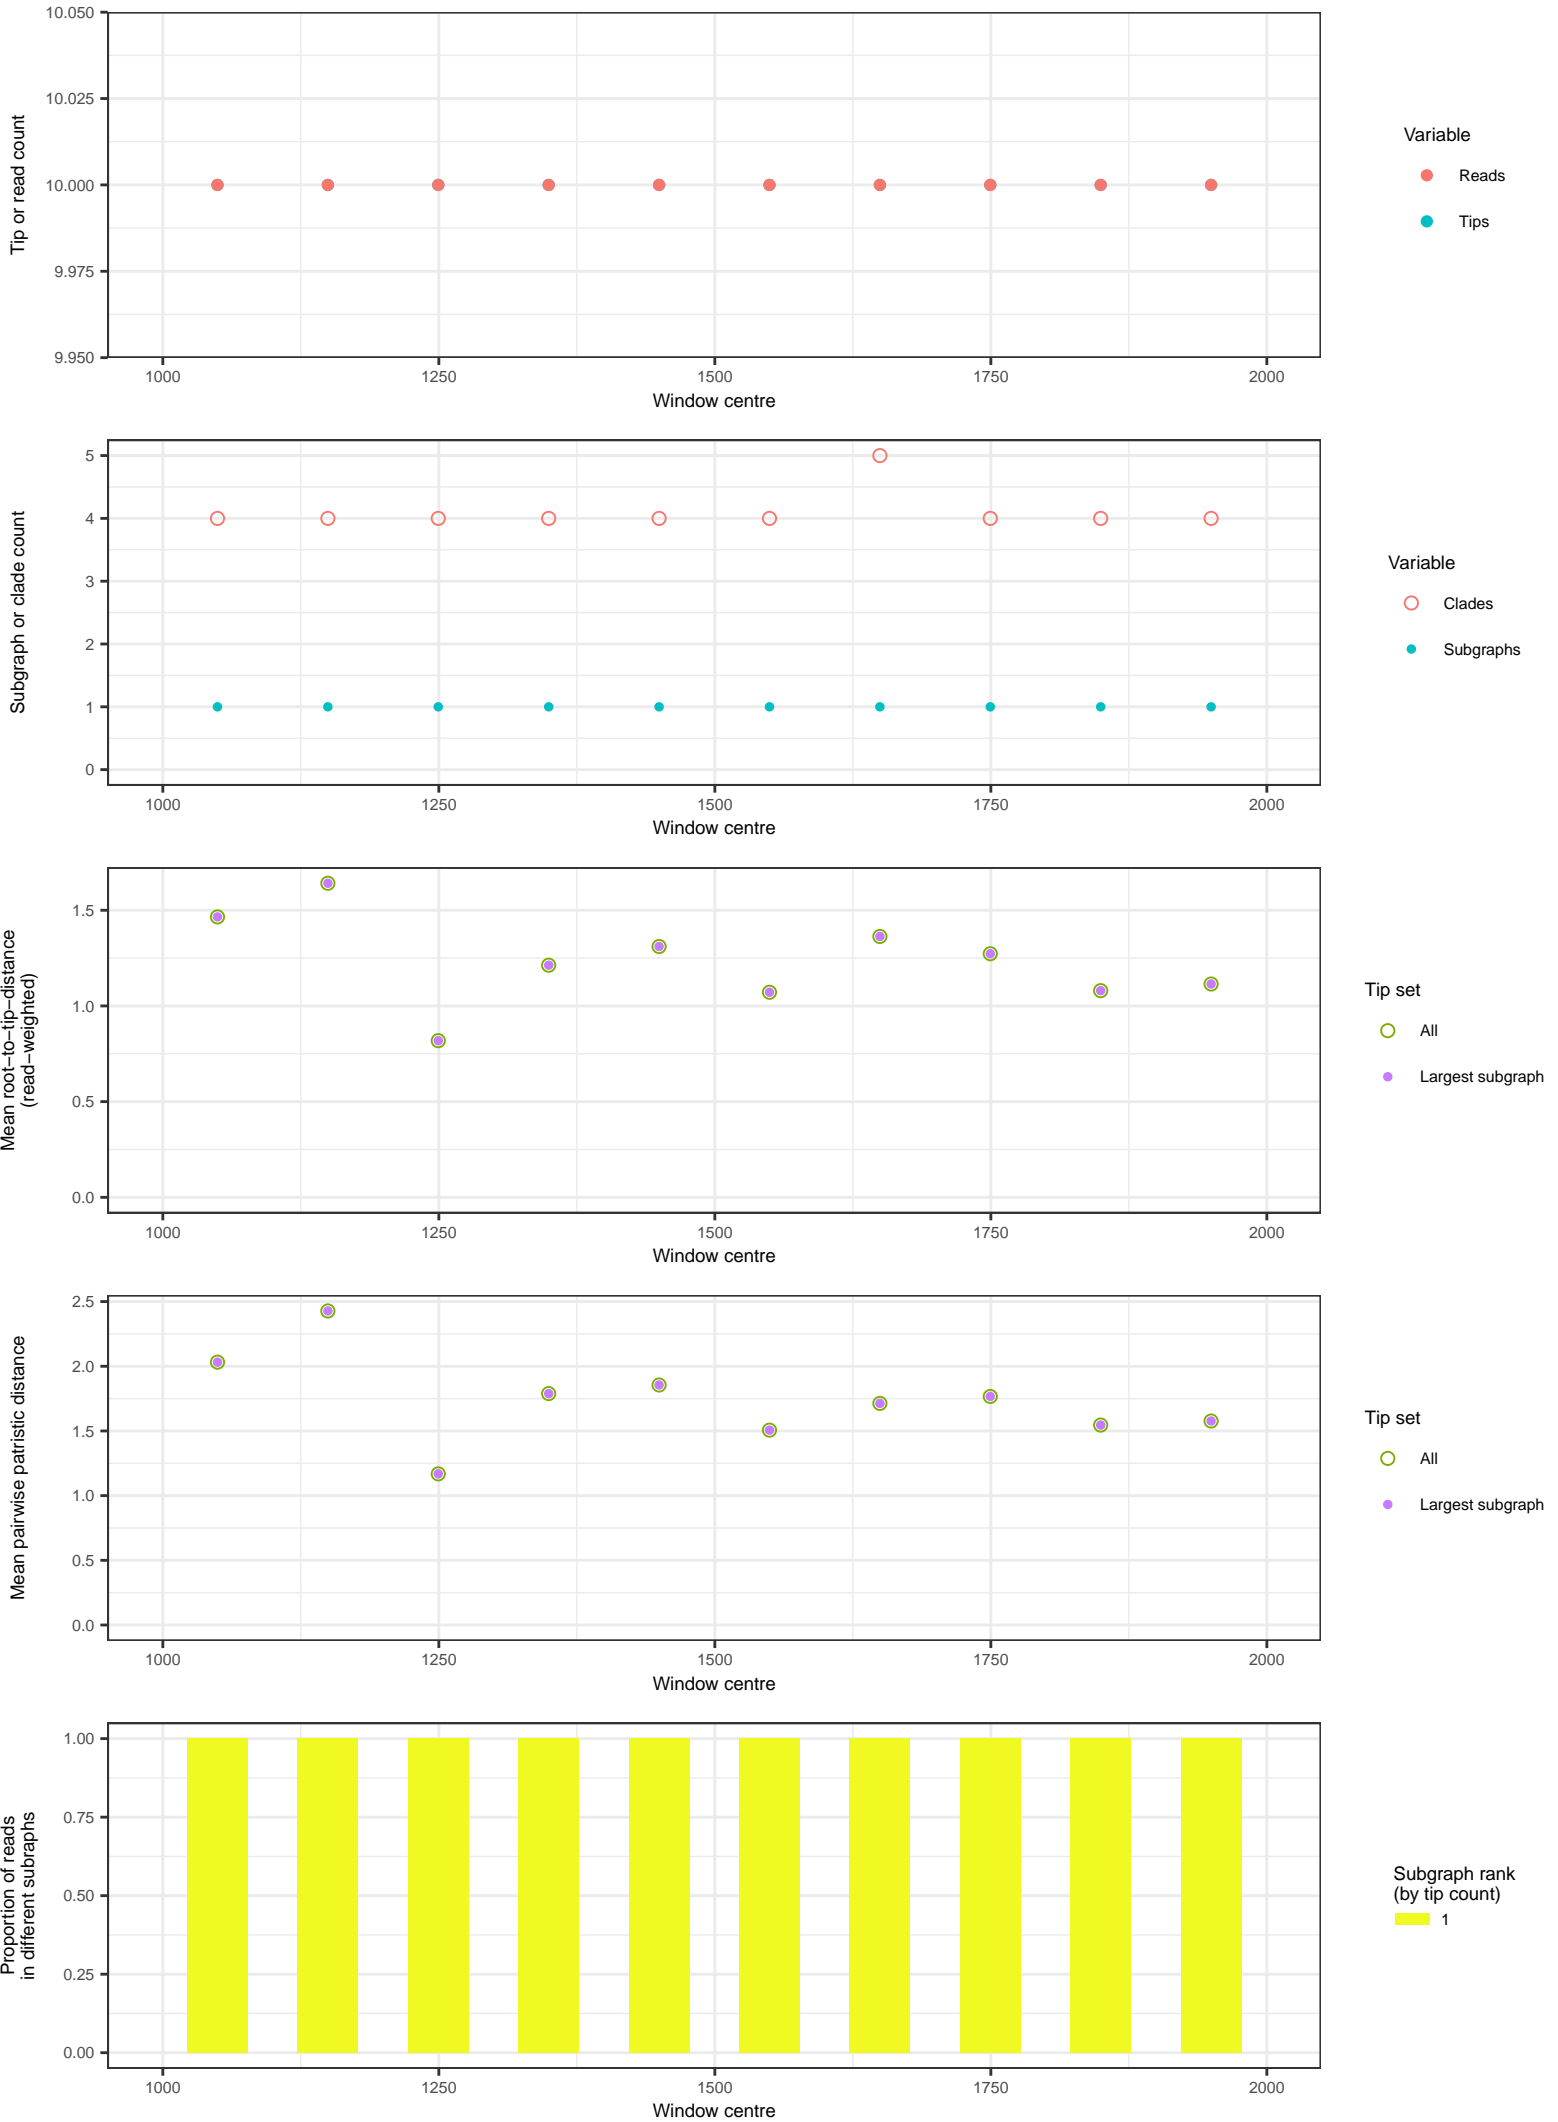 10.050
10.025
10.000
9.975
9.950
Tip or read count
1000 1250 1500 1750 2000
Window centre
Variable
Reads
Tips
5
4
3
2
1
0
Subgraph or clade count
1000 1250 1500 1750 2000
Window centre
Variable
Clades
Subgraphs
1.5
1.0
0.5
0.0
Mean root−to−tip−distance
(read−weighted)
1000 1250 1500 1750 2000
Window centre
Tip set
All
Largest subgraph
2.5
2.0
1.5
1.0
0.5
0.0
Mean pairwise patristic distance
1000 1250 1500 1750 2000
Window centre
Tip set
All
Largest subgraph
1.00
0.75
0.50
0.25
0.00
Proportion of reads
in different subraphs
1000 1250 1500 1750 2000
Window centre
Subgraph rank
(by tip count)
1